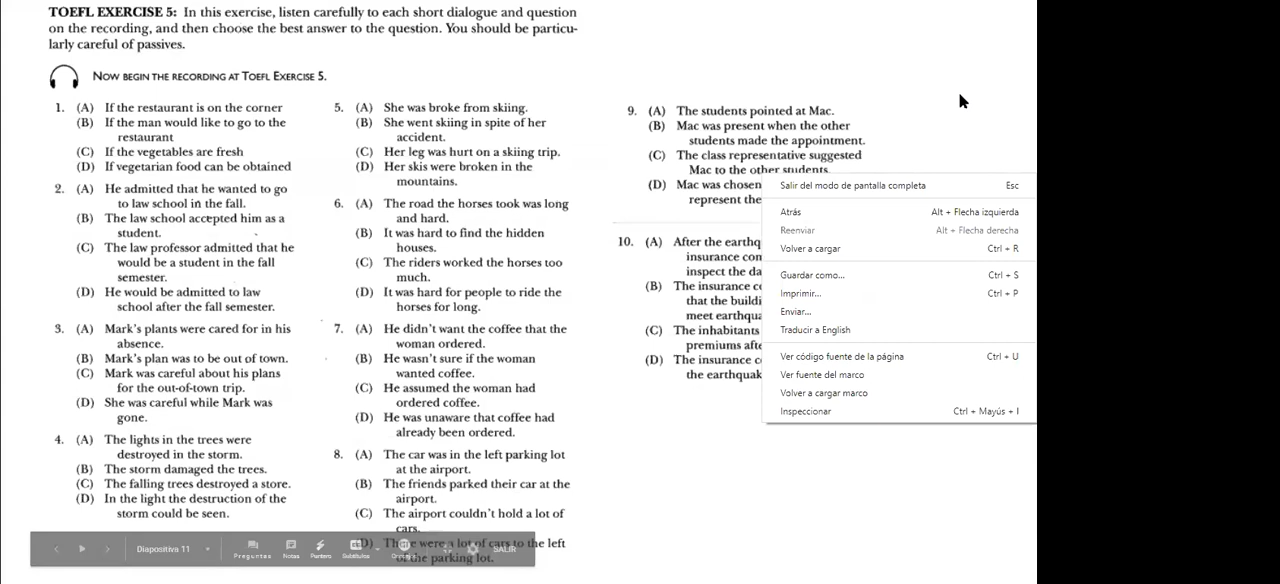 TOEFL EXERCISE 5: In this exercise, listen carefully to each short dialogue and question
on the recording, and then choose the best answer to the question. You should be particu-
larly careful of passives.
NOW BEGIN THE RECORDING AT TOEFL EXERCISE 5.
1. (A) If the restaurant is on the corner
(B) If the man would like to go to the
restaurant
(C) If the vegetables are fresh
(D) If vegetarian food can be obtained
2. (A) He admitted that he wanted to go
to law school in the fall.
(B) The law school accepted him as a
student.
(C) The law professor admitted that he
would be a student in the fall
semester.
(D) He would be admitted to law
school after the fall semester.
3. (A) Mark's plants were cared for in his
absence.
(B) Mark's plan was to be out of town.
(C) Mark was careful about his plans
for the out-of-town trip.
(D) She was careful while Mark was
gone.
4. (A) The lights in the trees were
destroyed in the storm.
(B) The storm damaged the trees.
(C) The falling trees destroyed a store.
(D) In the light the destruction of the
storm could be seen.
5. (A) She was broke from skiing.
(B) She went skiing in spite of her
accident.
(C) Her leg was hurt on a skiing trip.
(D) Her skis were broken in the
mountains.
6. (A) The road the horses took was long
and hard.
(B) It was hard to find the hidden
houses.
(C) The riders worked the horses too
much.
(D) It was hard for people to ride the
horses for long.
7. (A) He didn't want the coffee that the
woman ordered.
(B) He wasn't sure if the woman
wanted coffee.
(C) He assumed the woman had
ordered coffee.
(D) He was unaware that coffee had
already been ordered.
8. (A) The car was in the left parking lot
at the airport.
(B) The friends parked their car at the
airport.
(C) The airport couldn't hold a lot of
cars.
(D) There were a lot of cars to the left
of the parking lot.
9. (A) The students pointed at Mac.
(B) Mac was present when the other
students made the appointment.
(C) The class representative suggested
Mac to the other students.
(D) Mac was chosen
represent the
10. (A) After the earthq
insurance con
inspect the da
(B) The insurance c
that the buildi
meet earthqua
(C) The inhabitants
premiums afte
(D) The insurance c
the earthquak
Salir del modo de pantalla completa Esc
Atrás Alt + Flecha izquierda
Reenviar Alt + Flecha derecha
Volver a cargar Ctrl + R
Guardar como... Ctrl + S
Imprimir... Ctrl + P
Enviar...
Traducir a English
Ver código fuente de la página Ctrl + U
Ver fuente del marco
Volver a cargar marco
Inspeccionar Ctrl + Mayús + I
Diapositiva 11
Preguntas Notas Puntero Subtítulos SALIR